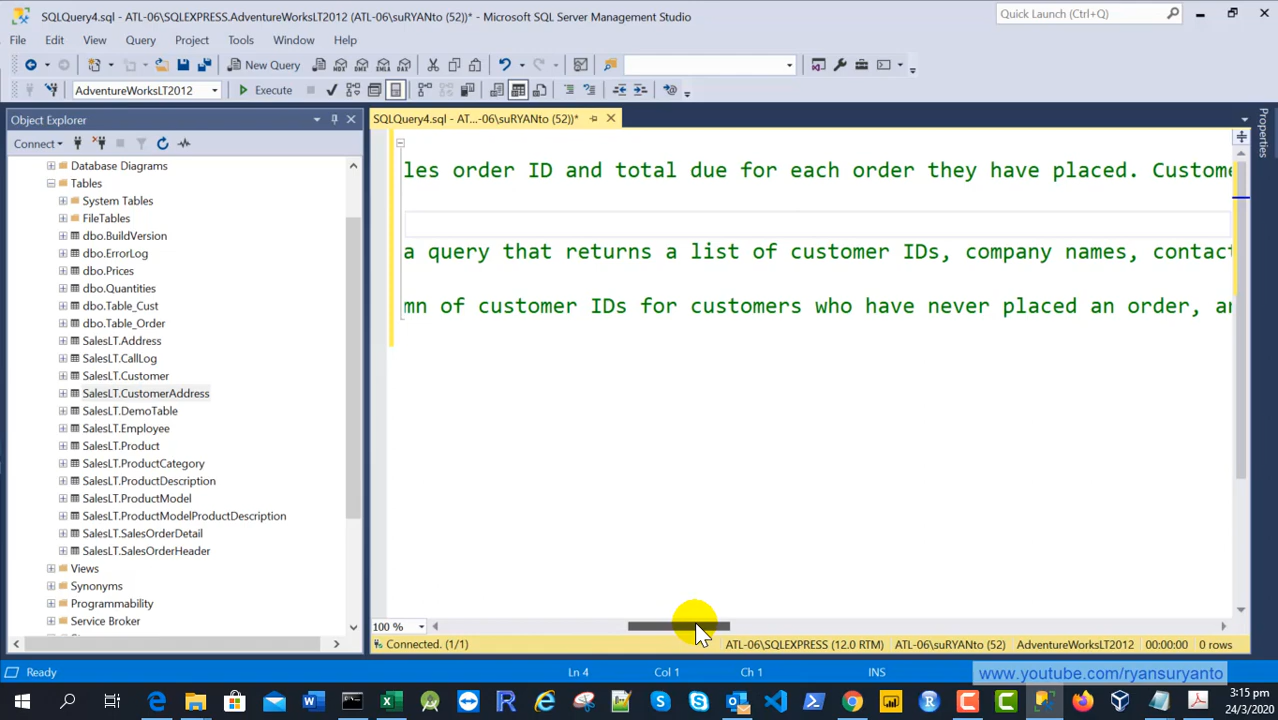 SQLQuery4.sql - ATL-06\SQLEXPRESS.AdventureWorksLT2012 (ATL-06\suRYANto (52))* - Microsoft SQL Server Management Studio
Quick Launch (Ctrl+Q)
File Edit View Query Project Tools Window Help
New Query
AdventureWorksLT2012 Execute
Object Explorer
SQLQuery4.sql - AT...-06\suRYANto (52))*
Properties
Connect
Database Diagrams
Tables
System Tables
FileTables
dbo.BuildVersion
dbo.ErrorLog
dbo.Prices
dbo.Quantities
dbo.Table_Cust
dbo.Table_Order
SalesLT.Address
SalesLT.CallLog
SalesLT.Customer
SalesLT.CustomerAddress
SalesLT.DemoTable
SalesLT.Employee
SalesLT.Product
SalesLT.ProductCategory
SalesLT.ProductDescription
SalesLT.ProductModel
SalesLT.ProductModelProductDescription
SalesLT.SalesOrderDetail
SalesLT.SalesOrderHeader
Views
Synonyms
Programmability
Service Broker
les order ID and total due for each order they have placed. Custome
a query that returns a list of customer IDs, company names, contact
mn of customer IDs for customers who have never placed an order, an
100 %
Connected. (1/1)
ATL-06\SQLEXPRESS (12.0 RTM) ATL-06\suRYANto (52) AdventureWorksLT2012 00:00:00 0 rows
Ready Ln 4 Col 1 Ch 1 INS
www.youtube.com/ryansuryanto
3:15 pm
24/3/2020